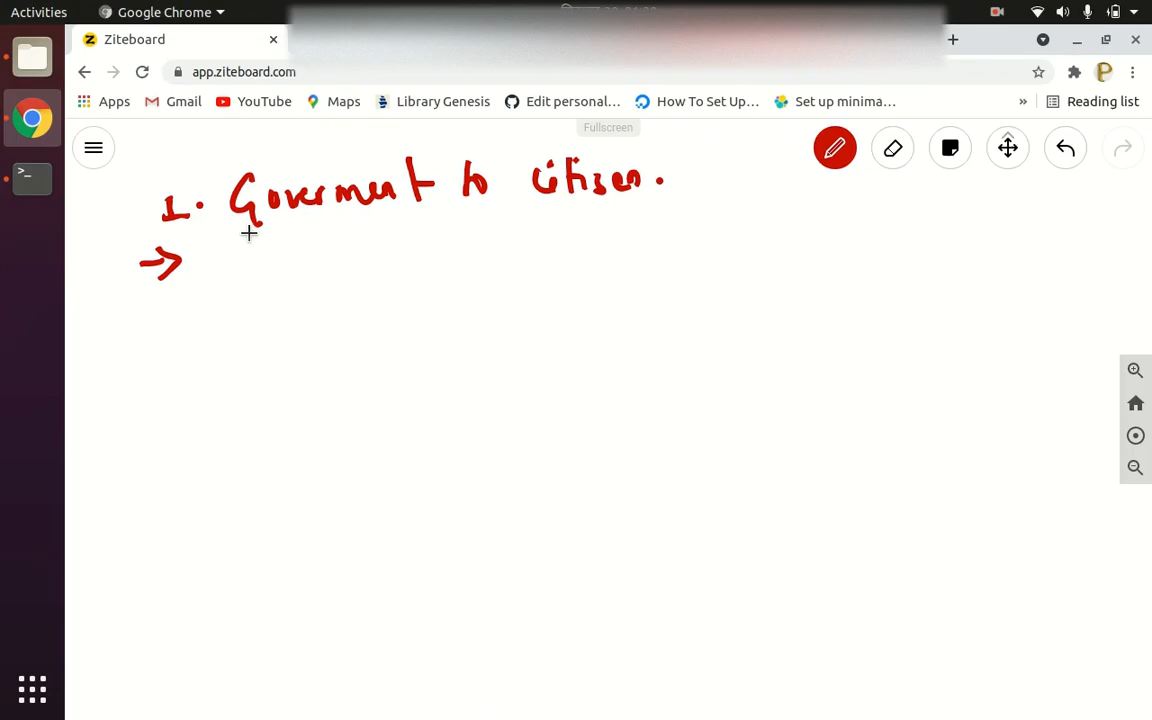 Activities
Google Chrome
Ziteboard
app.ziteboard.com
Apps
Gmail
YouTube
Maps
Library Genesis
Edit personal...
How To Set Up...
Set up minima...
»
Reading list
Fullscreen
1. Goverment to citizen.
→